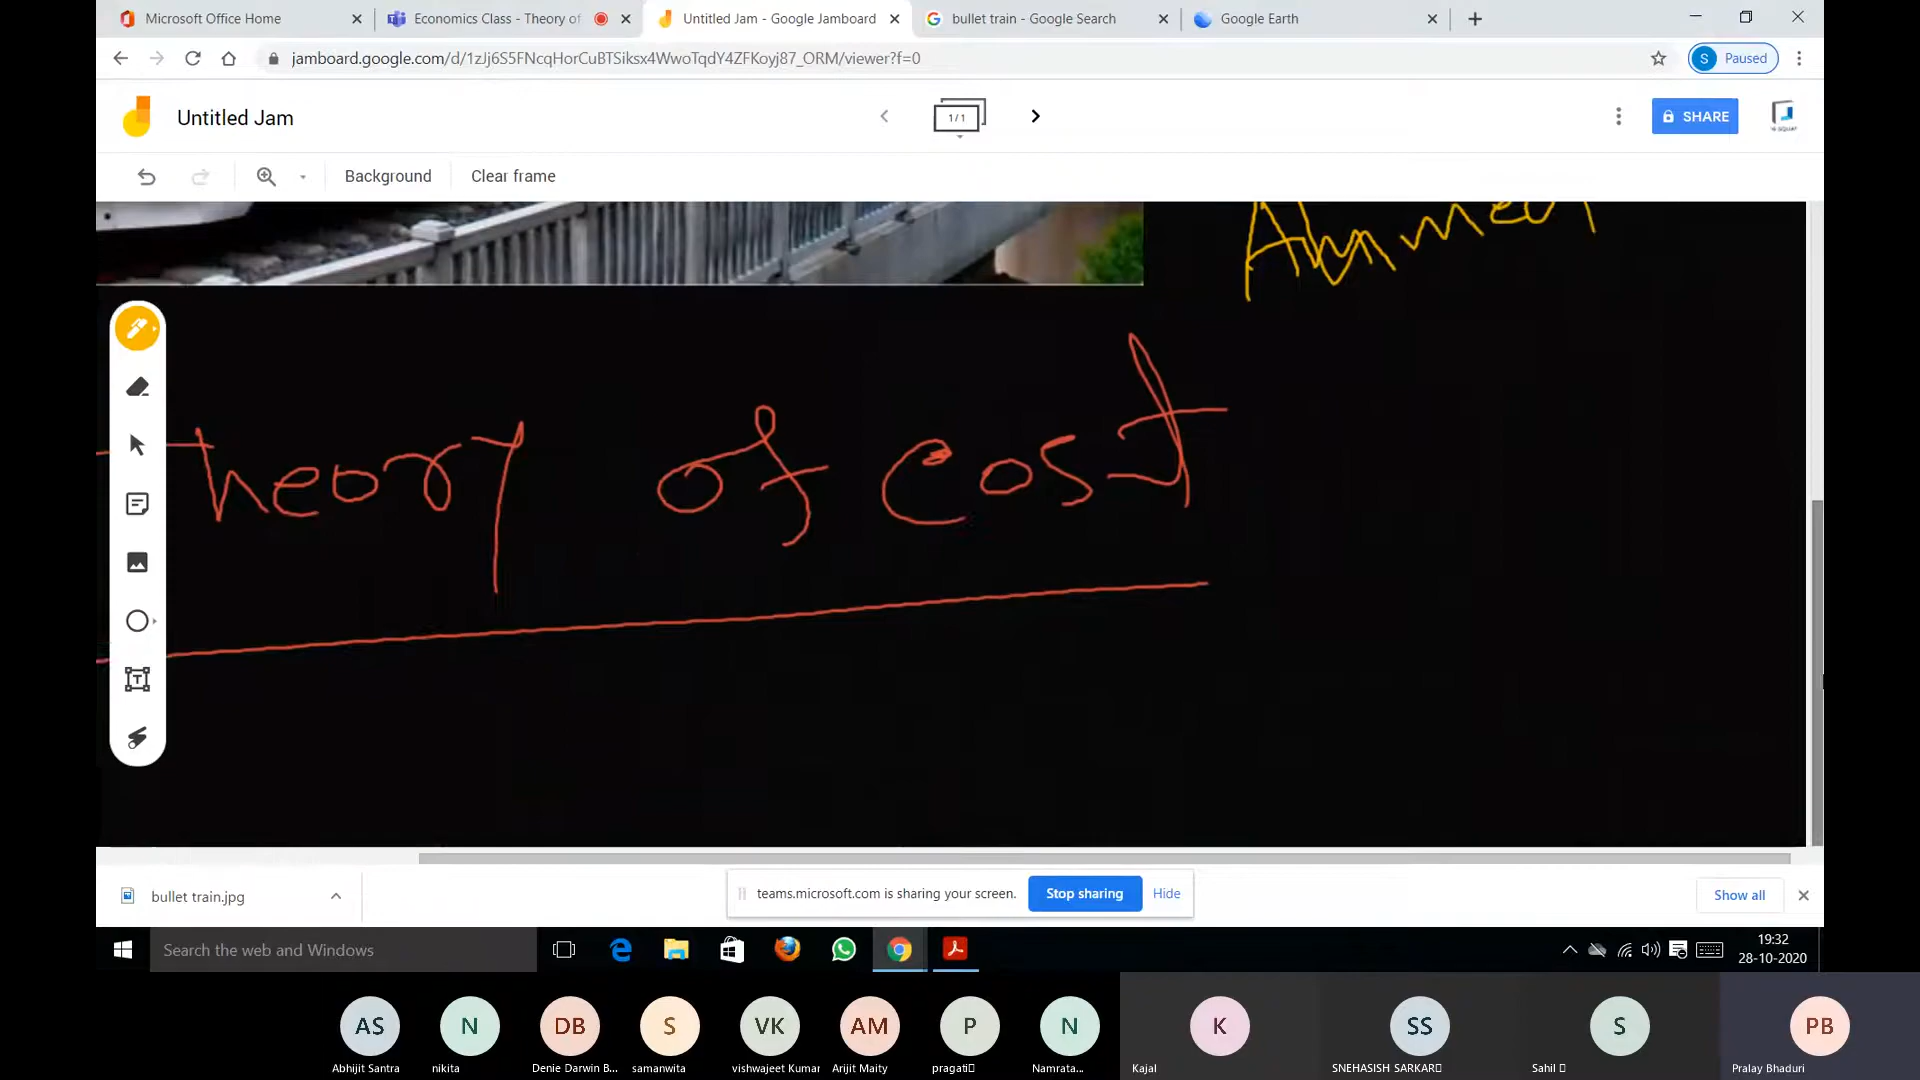 Microsoft Office Home
Economics Class - Theory of
Untitled Jam - Google Jamboard
bullet train - Google Search
Google Earth
jamboard.google.com/d/1zJj6S5FNcqHorCuBTSiksx4WwoTqdY4ZFKoyj87_ORM/viewer?f=0
S Paused
Untitled Jam
1/1
SHARE
Background
Clear frame
Theory of cost
bullet train.jpg
teams.microsoft.com is sharing your screen.
Stop sharing
Hide
Show all
Search the web and Windows
19:32
28-10-2020
AS N DB S VK AM P N K SS S PB
Abhijit Santra nikita Denie Darwin B... samanwita vishwajeet Kumar Arijit Maity pragati Namrata... Kajal SNEHASISH SARKAR Sahil Pralay Bhaduri